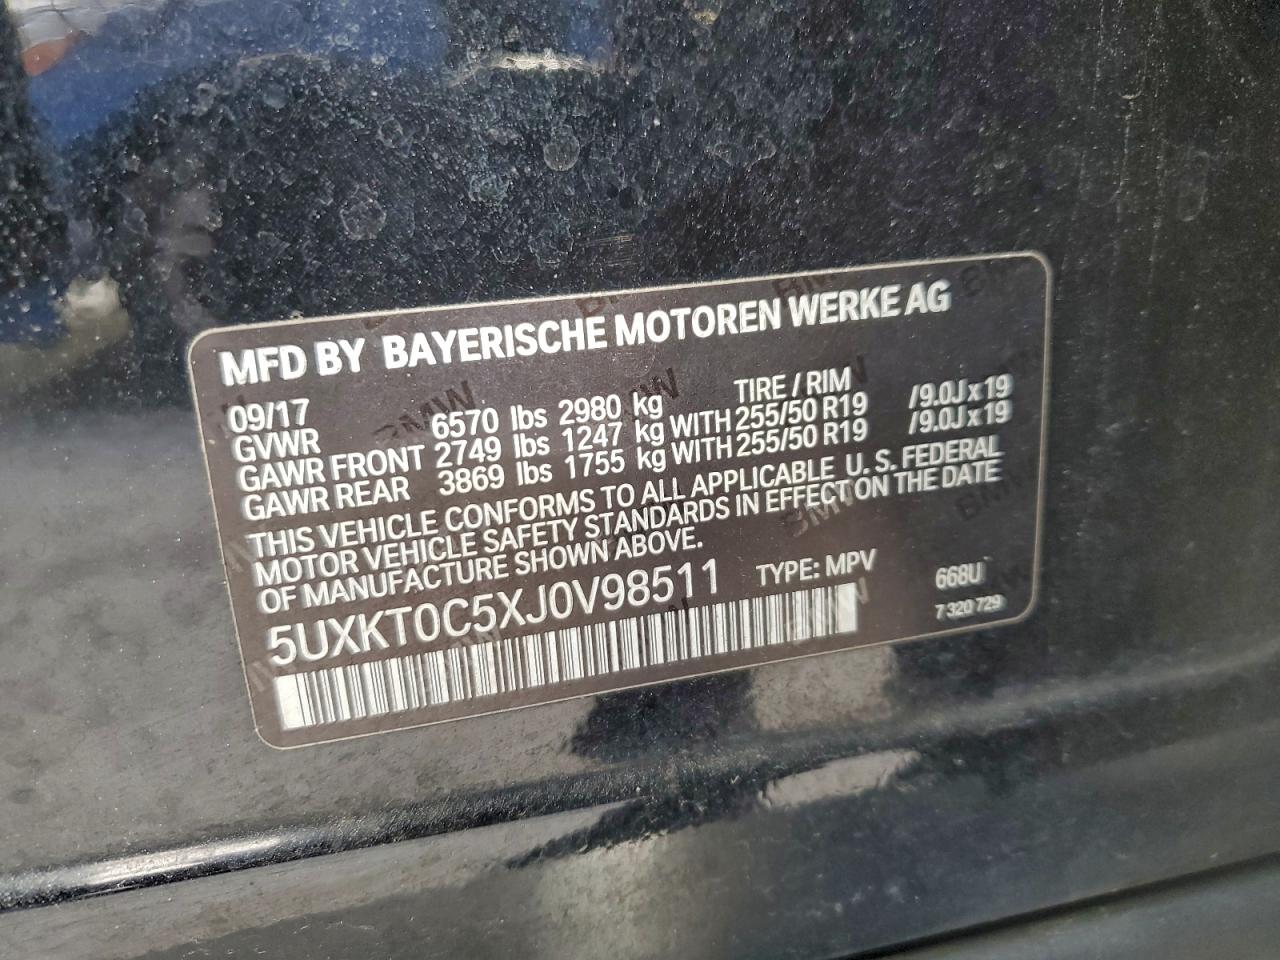 MFD BY BAYERISCHE MOTOREN WERKE AG
09/17 TIRE / RIM
GVWR 6570 lbs 2980 kg
GAWR FRONT 2749 lbs 1247 kg WITH 255/50 R19 /9.0J x 19
GAWR REAR 3869 lbs 1755 kg WITH 255/50 R19 /9.0J x 19
THIS VEHICLE CONFORMS TO ALL APPLICABLE U. S. FEDERAL
MOTOR VEHICLE SAFETY STANDARDS IN EFFECT ON THE DATE
OF MANUFACTURE SHOWN ABOVE.
5UXKT0C5XJ0V98511 TYPE: MPV 668U
7 320 729